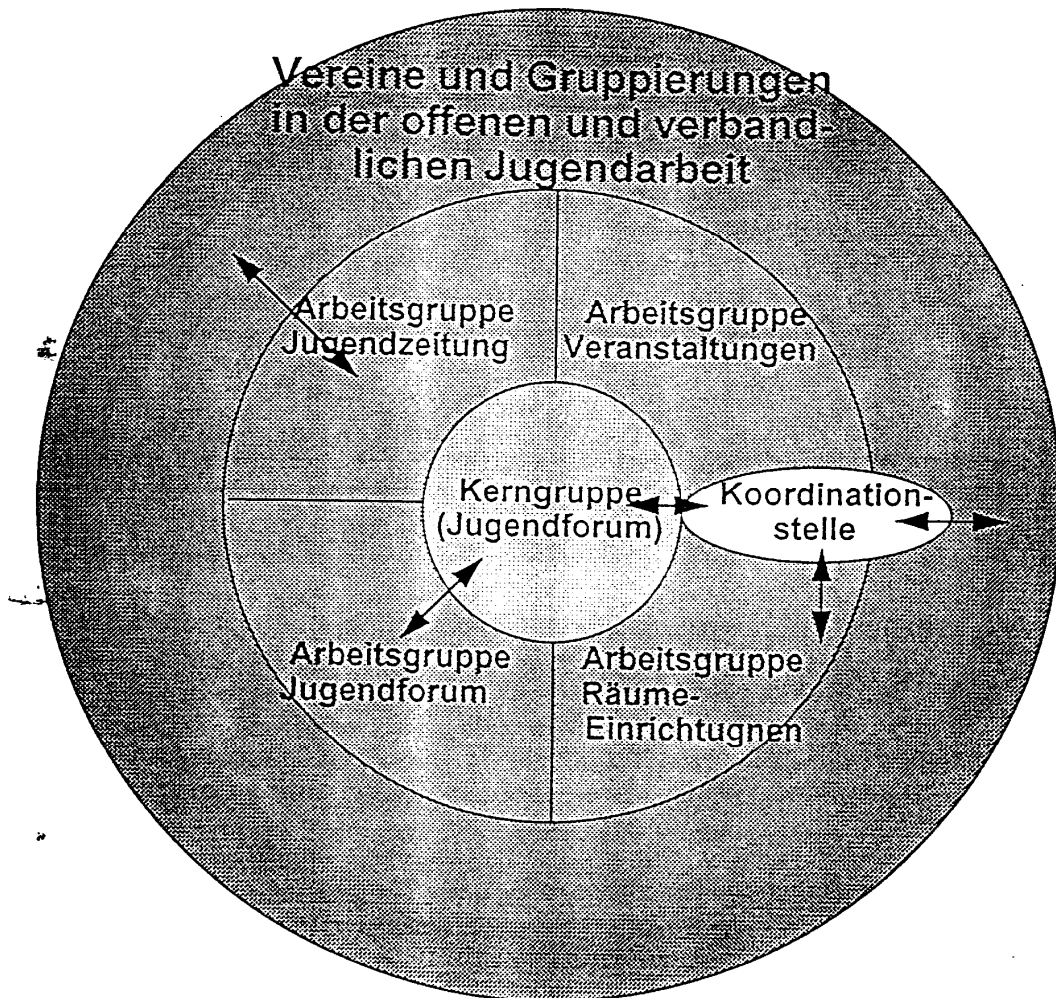 Vereine und Gruppierungen
in der offenen und verband-
lichen Jugendarbeit
Arbeitsgruppe
Jugendzeitung
Arbeitsgruppe
Veranstaltungen
Kerngruppe
(Jugendforum)
Koordination-
stelle
Arbeitsgruppe
Jugendforum
Arbeitsgruppe
Räume-
Einrichtugnen